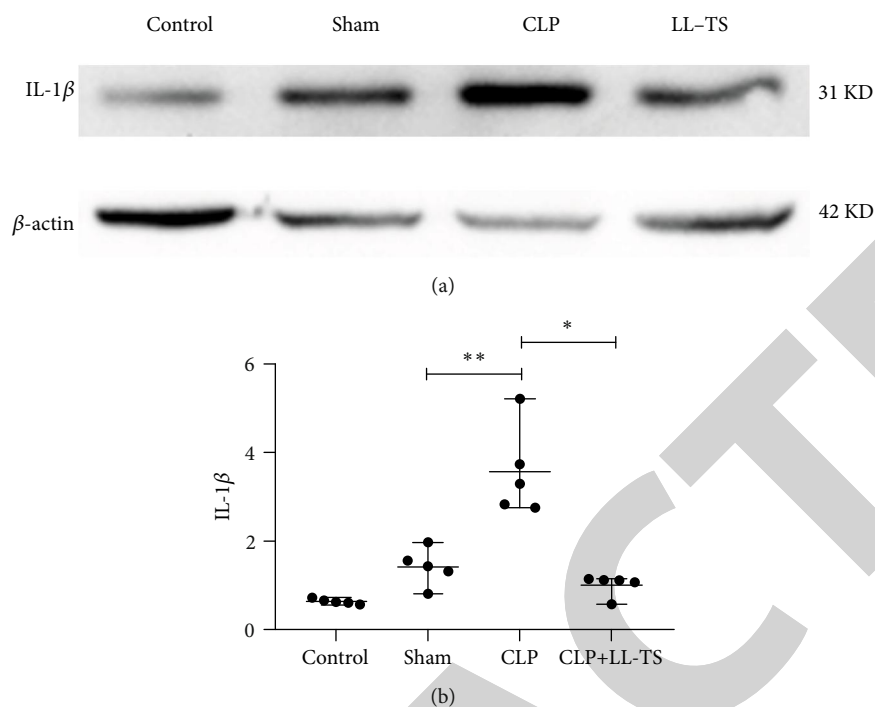 Control Sham CLP LL–TS
IL-1β 31 KD
β-actin 42 KD
(a)
*
**
6
4
2
0
IL-1β
Control Sham CLP CLP+LL-TS
(b)